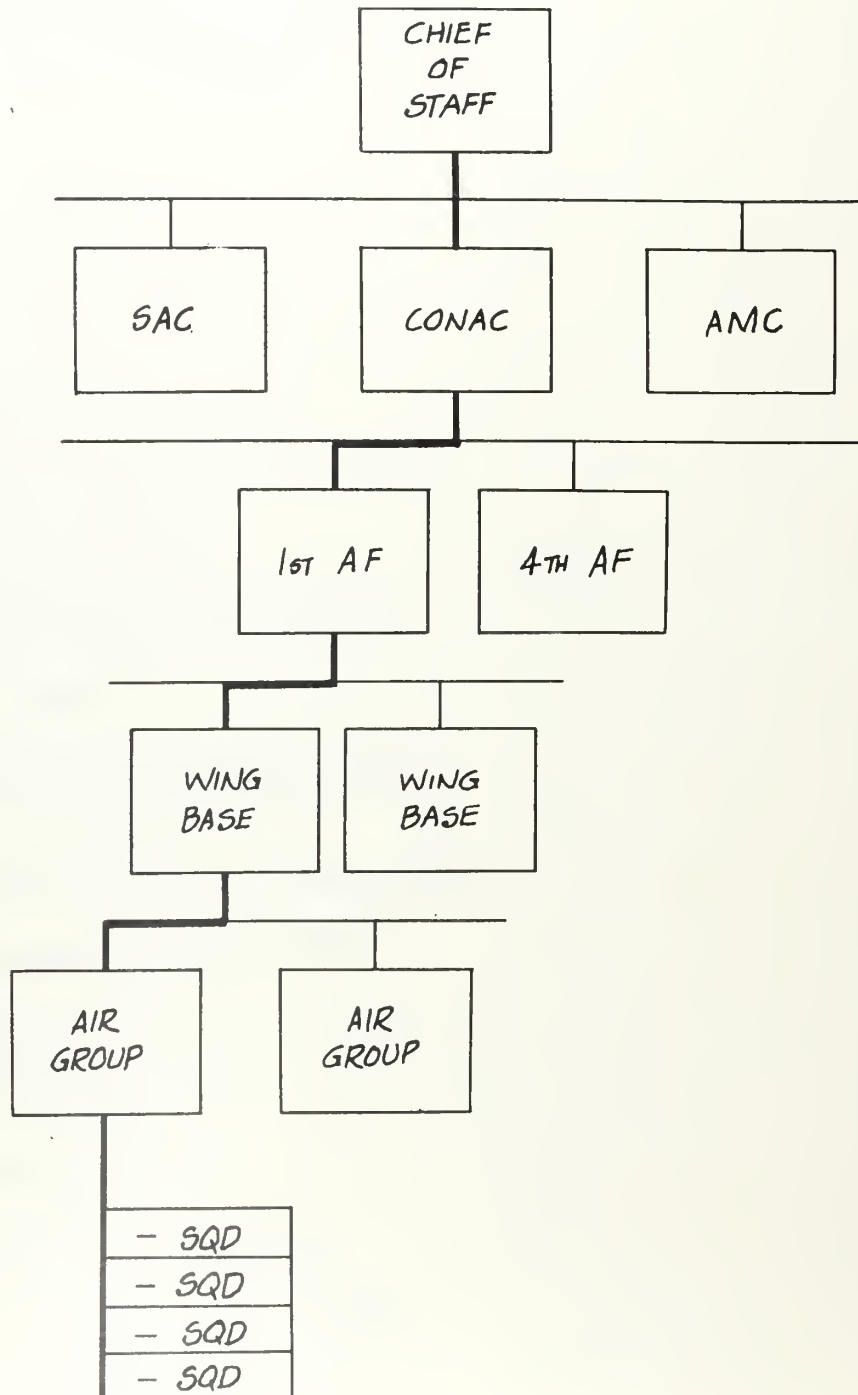 CHIEF
OF
STAFF
SAC
CONAC
AMC
1ST AF
4TH AF
WING
BASE
WING
BASE
AIR
GROUP
AIR
GROUP
- SQD
- SQD
- SQD
- SQD